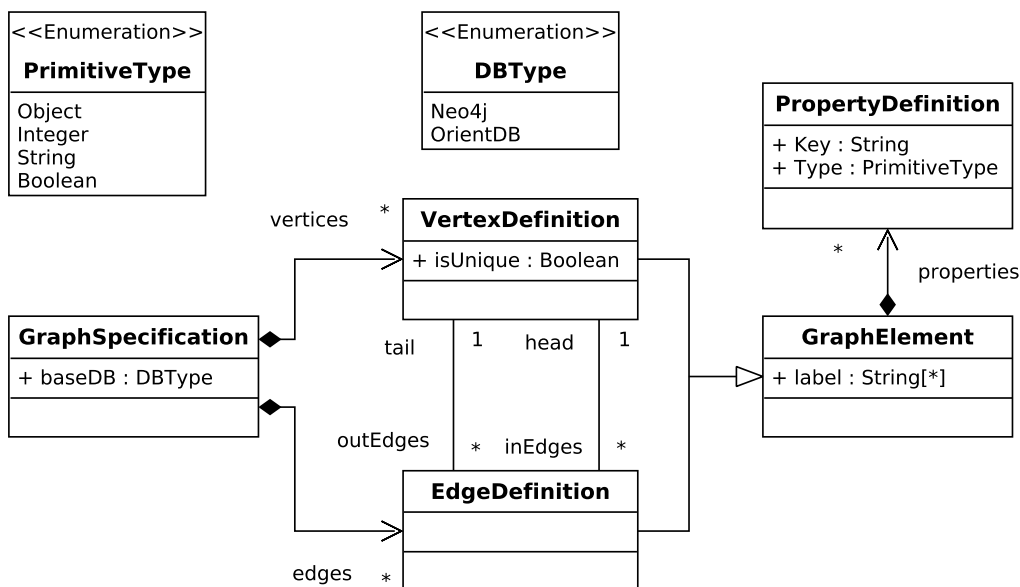 <<Enumeration>>
PrimitiveType
Object
Integer
String
Boolean
<<Enumeration>>
DBType
Neo4j
OrientDB
PropertyDefinition
+ Key : String
+ Type : PrimitiveType
vertices
*
VertexDefinition
+ isUnique : Boolean
*
properties
GraphSpecification
+ baseDB : DBType
tail
1
head
1
GraphElement
+ label : String[*]
outEdges
*
inEdges
*
EdgeDefinition
edges
*